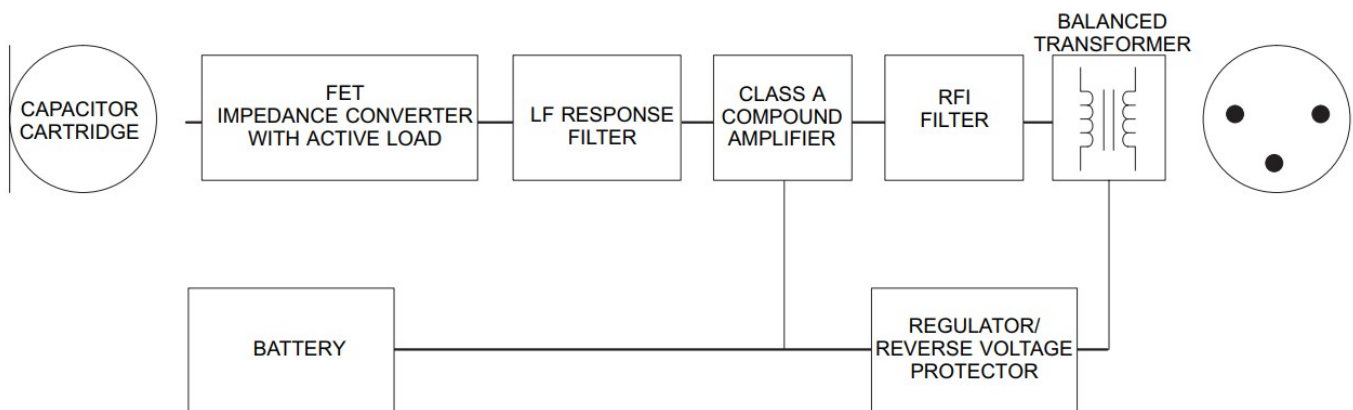 CAPACITOR
CARTRIDGE
FET
IMPEDANCE CONVERTER
WITH ACTIVE LOAD
LF RESPONSE
FILTER
CLASS A
COMPOUND
AMPLIFIER
RFI
FILTER
BALANCED
TRANSFORMER
BATTERY
REGULATOR/
REVERSE VOLTAGE
PROTECTOR